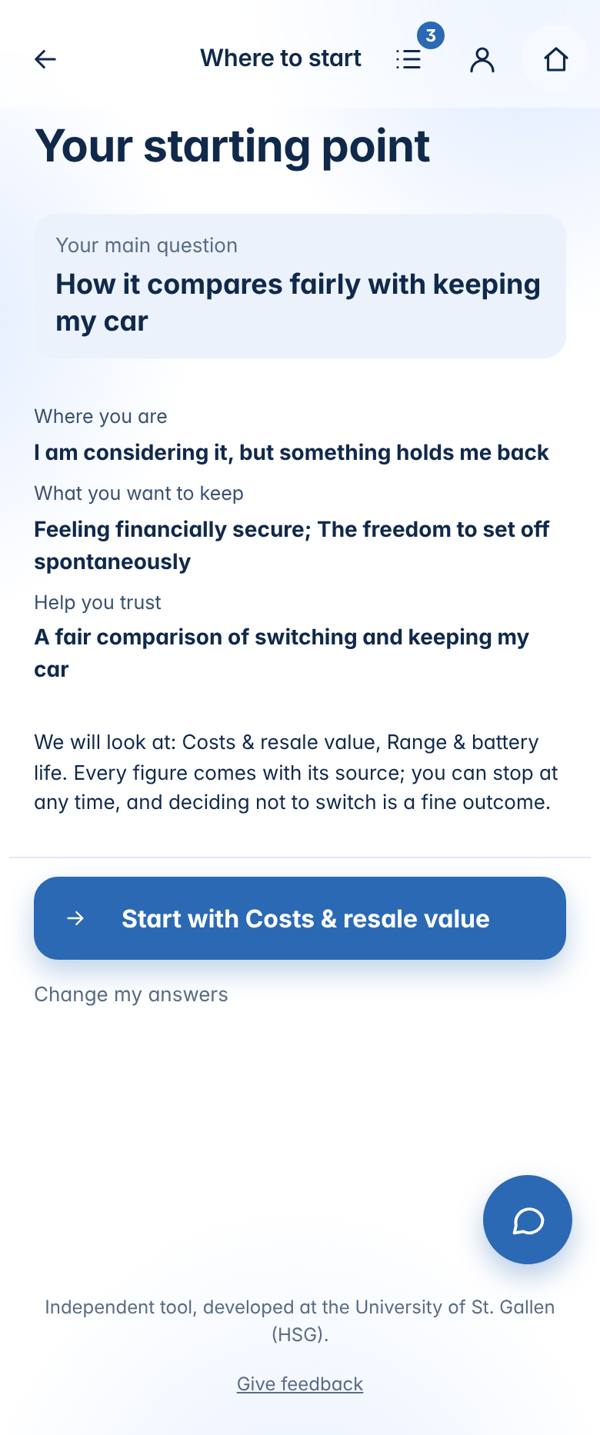 Where to start
3
Your starting point
Your main question
How it compares fairly with keeping
my car
Where you are
I am considering it, but something holds me back
What you want to keep
Feeling financially secure; The freedom to set off
spontaneously
Help you trust
A fair comparison of switching and keeping my
car
We will look at: Costs & resale value, Range & battery
life. Every figure comes with its source; you can stop at
any time, and deciding not to switch is a fine outcome.
Start with Costs & resale value
Change my answers
Independent tool, developed at the University of St. Gallen
(HSG).
Give feedback